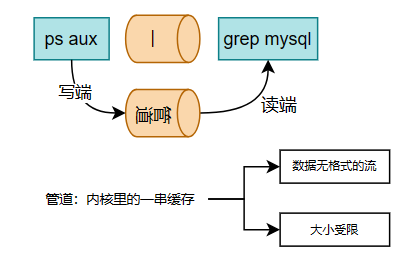 ps aux
|
grep mysql
写端
管道
读端
数据无格式的流
管道：内核里的一串缓存
大小受限